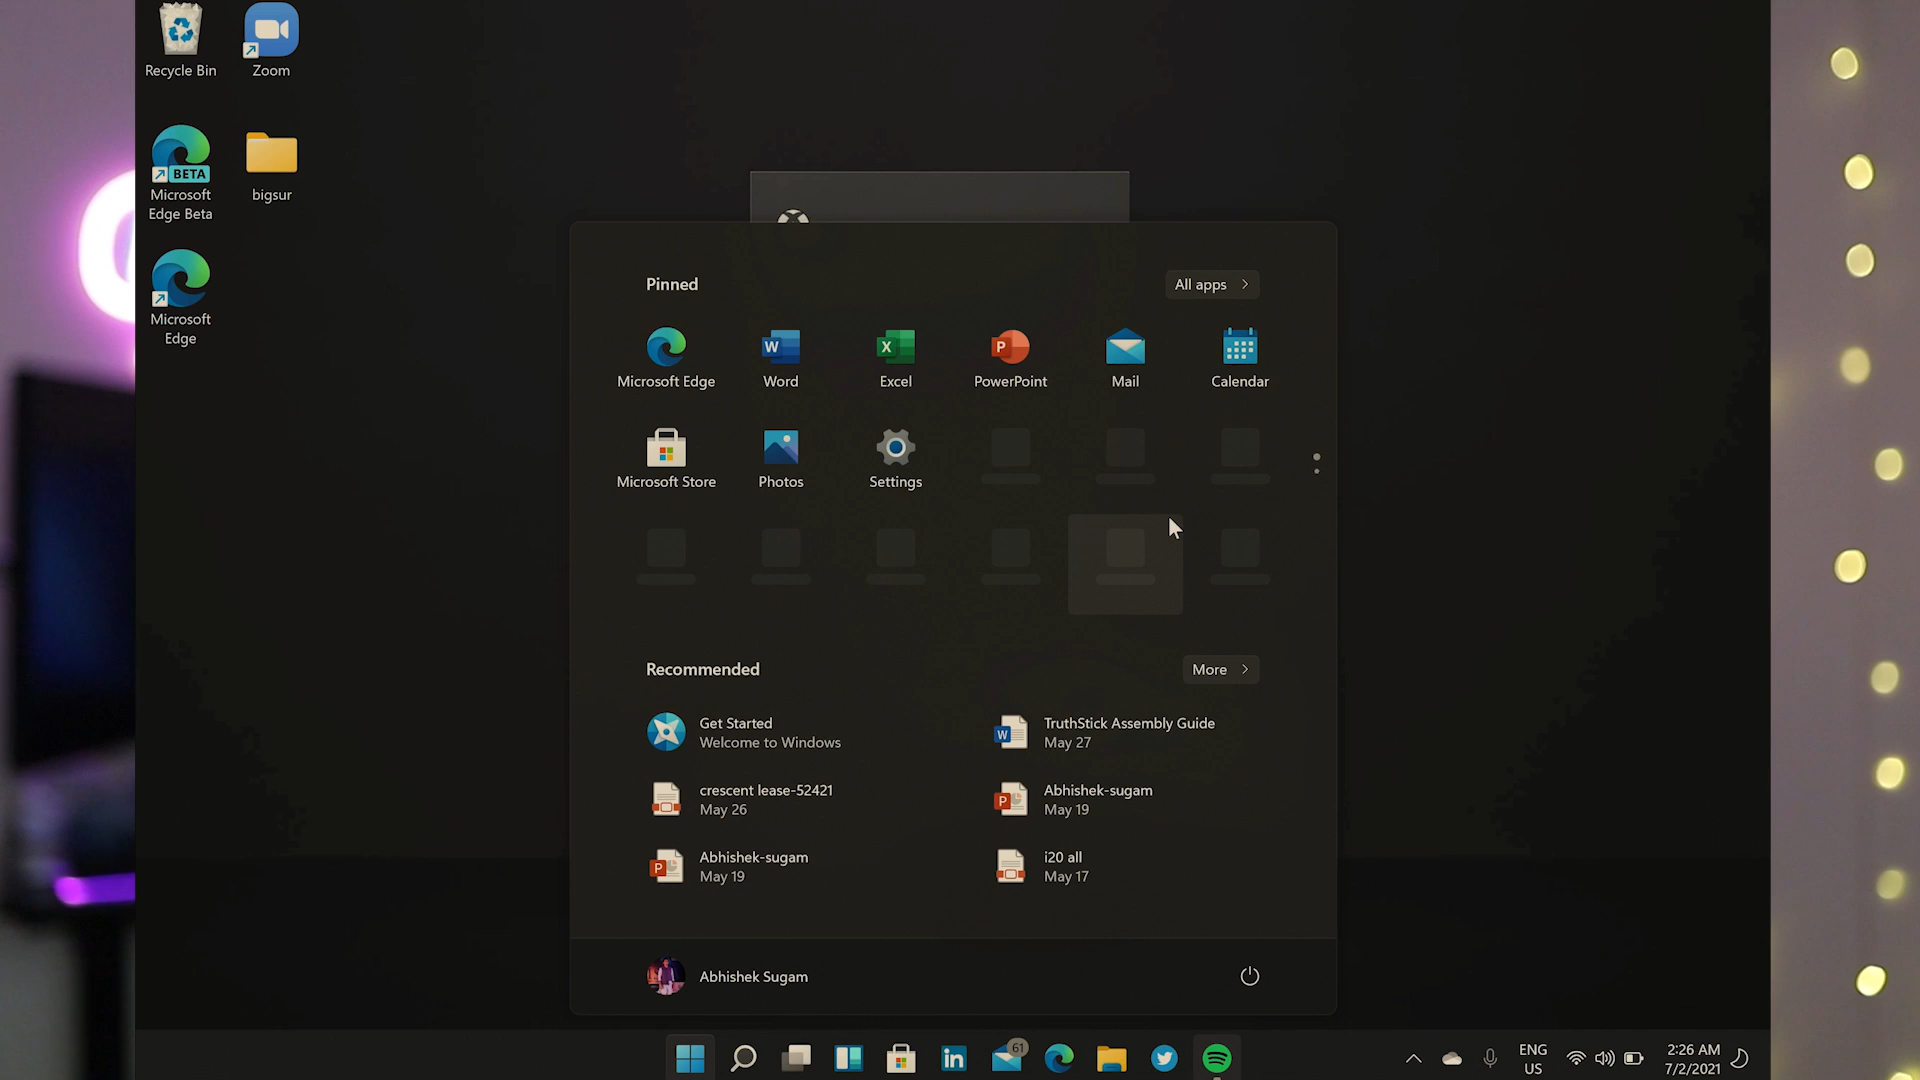 Recycle Bin
Zoom
BETA
Microsoft
Edge Beta
bigsur
Microsoft
Edge
Pinned
All apps
Microsoft Edge
Word
Excel
PowerPoint
Mail
Calendar
Microsoft Store
Photos
Settings
Recommended
More
Get Started
Welcome to Windows
TruthStick Assembly Guide
May 27
crescent lease-52421
May 26
Abhishek-sugam
May 19
Abhishek-sugam
May 19
i20 all
May 17
Abhishek Sugam
61
ENG
US
2:26 AM
7/2/2021